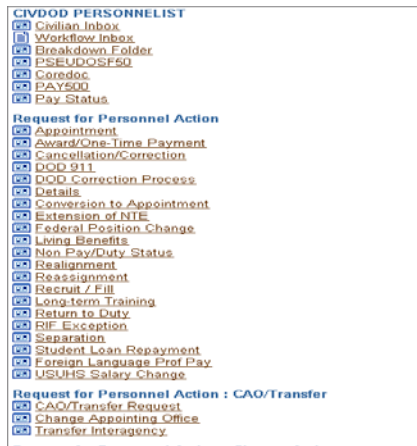 CIVDOD PERSONNELIST
Civilian Inbox
Workflow Inbox
Breakdown Folder
PSEUDOSF50
Coredoc
PAY500
Pay Status
Request for Personnel Action
Appointment
Award/One-Time Payment
Cancellation/Correction
DOD 911
DOD Correction Process
Details
Conversion to Appointment
Extension of NTE
Federal Position Change
Living Benefits
Non Pay/Duty Status
Realignment
Reassignment
Recruit / Fill
Long-term Training
Return to Duty
RIF Exception
Separation
Student Loan Repayment
Foreign Language Prof Pay
USUHS Salary Change
Request for Personnel Action : CAO/Transfer
CAO/Transfer Request
Change Appointing Office
Transfer Interagency